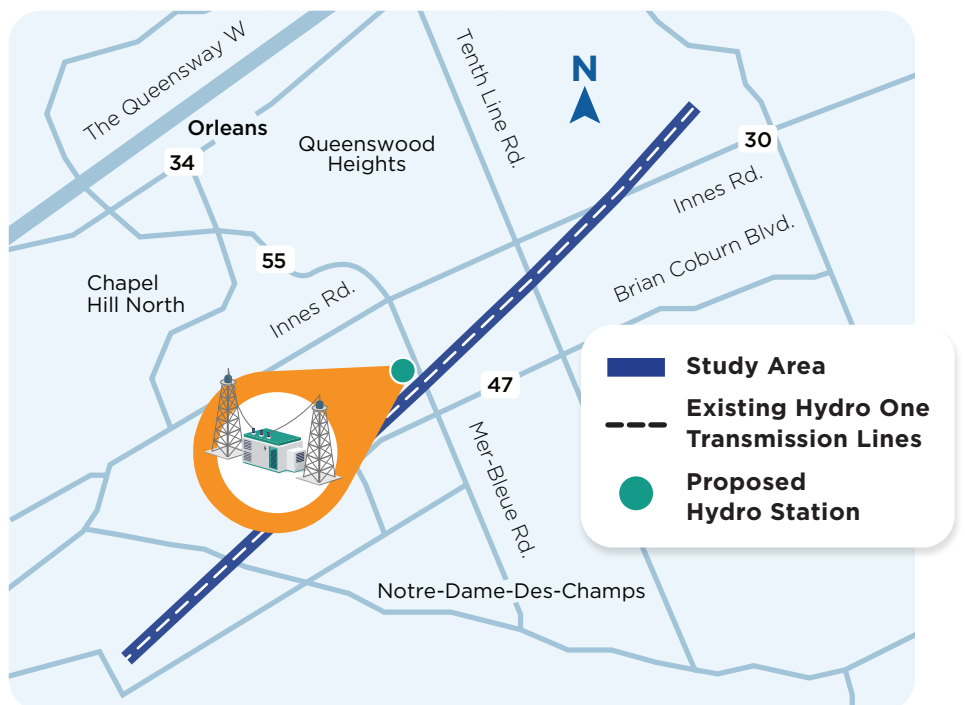 The Queensway W
Tenth Line Rd.
N
Orleans
Queenswood
Heights
34
30
Innes Rd.
55
Brian Coburn Blvd.
Chapel
Hill North
Innes Rd.
47
Mer-Bleue Rd.
Notre-Dame-Des-Champs
Study Area
Existing Hydro One
Transmission Lines
Proposed
Hydro Station